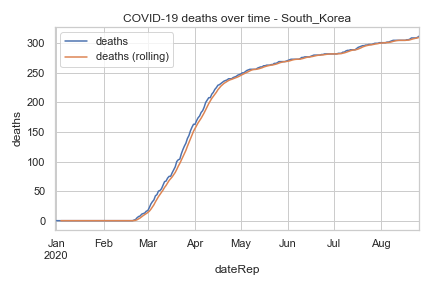 COVID-19 deaths over time - South_Korea
deaths
deaths (rolling)
300
250
200
150
100
50
0
deaths
Jan Feb Mar Apr May Jun Jul Aug
2020
dateRep